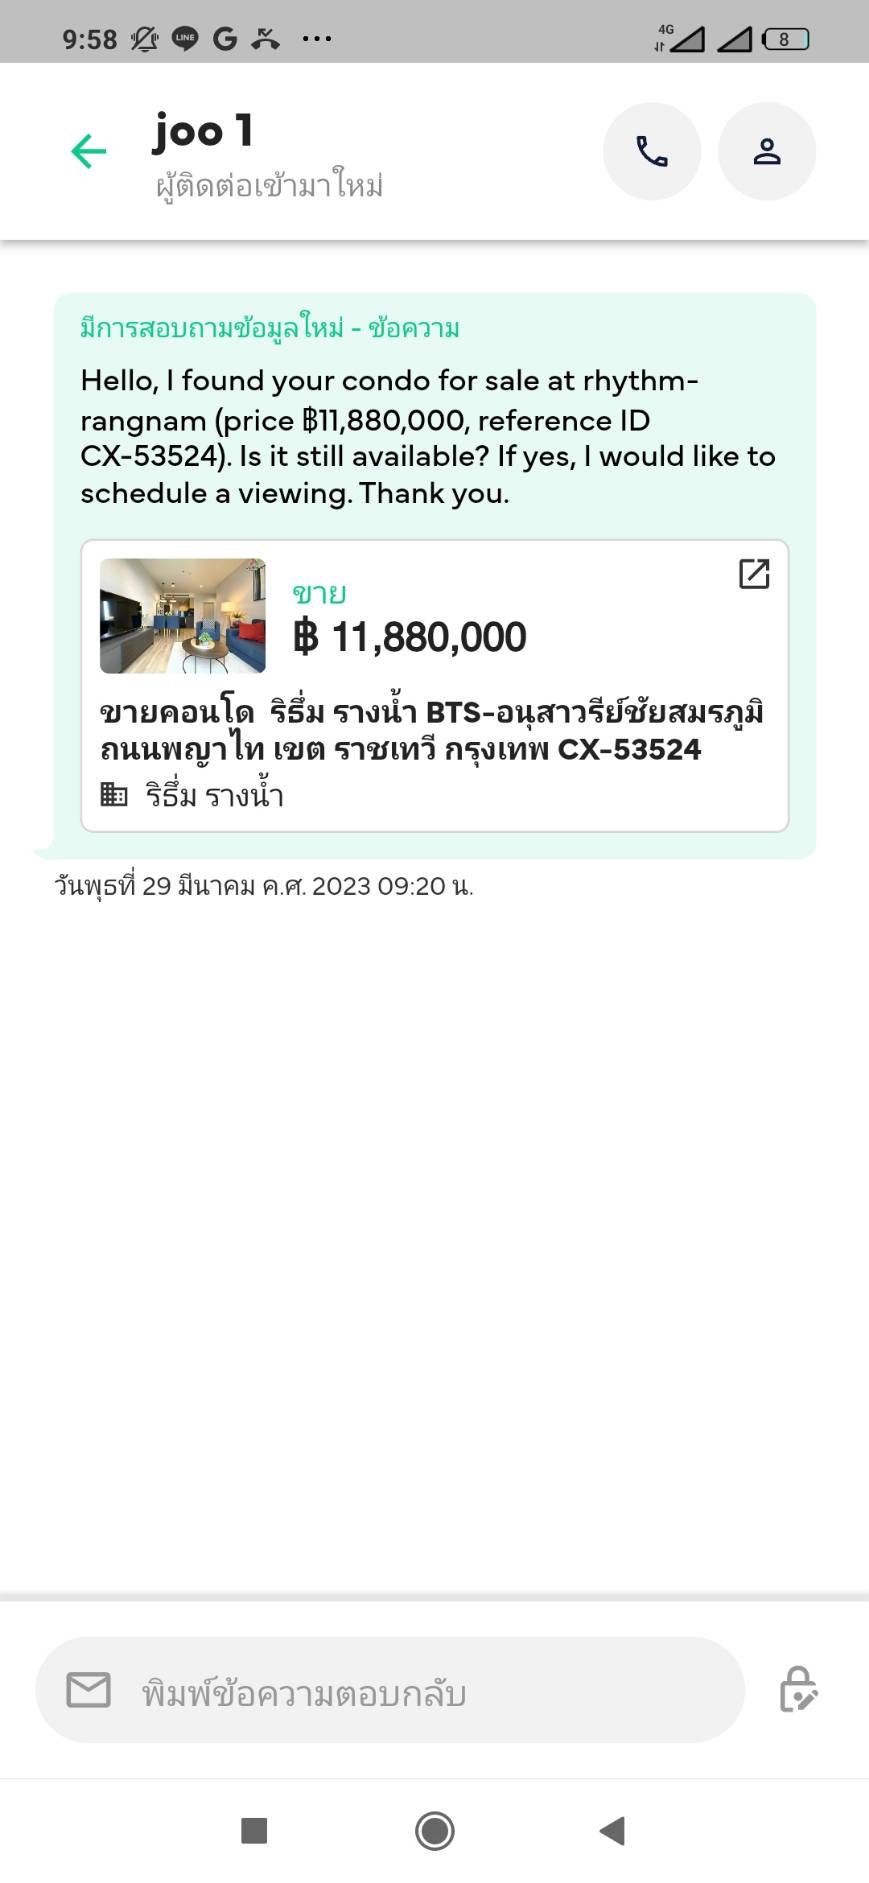 9:58 LINE G ... 4G 8
joo 1
ผู้ติดต่อเข้ามาใหม่
มีการสอบถามข้อมูลใหม่ - ข้อความ
Hello, I found your condo for sale at rhythm-
rangnam (price ฿11,880,000, reference ID
CX-53524). Is it still available? If yes, I would like to
schedule a viewing. Thank you.
ขาย
฿ 11,880,000
ขายคอนโด  ริธึ่ม รางน้ำ BTS-อนุสาวรีย์ชัยสมรภูมิ
ถนนพญาไท เขต ราชเทวี กรุงเทพ CX-53524
ริธึ่ม รางน้ำ
วันพุธที่ 29 มีนาคม ค.ศ. 2023 09:20 น.
พิมพ์ข้อความตอบกลับ